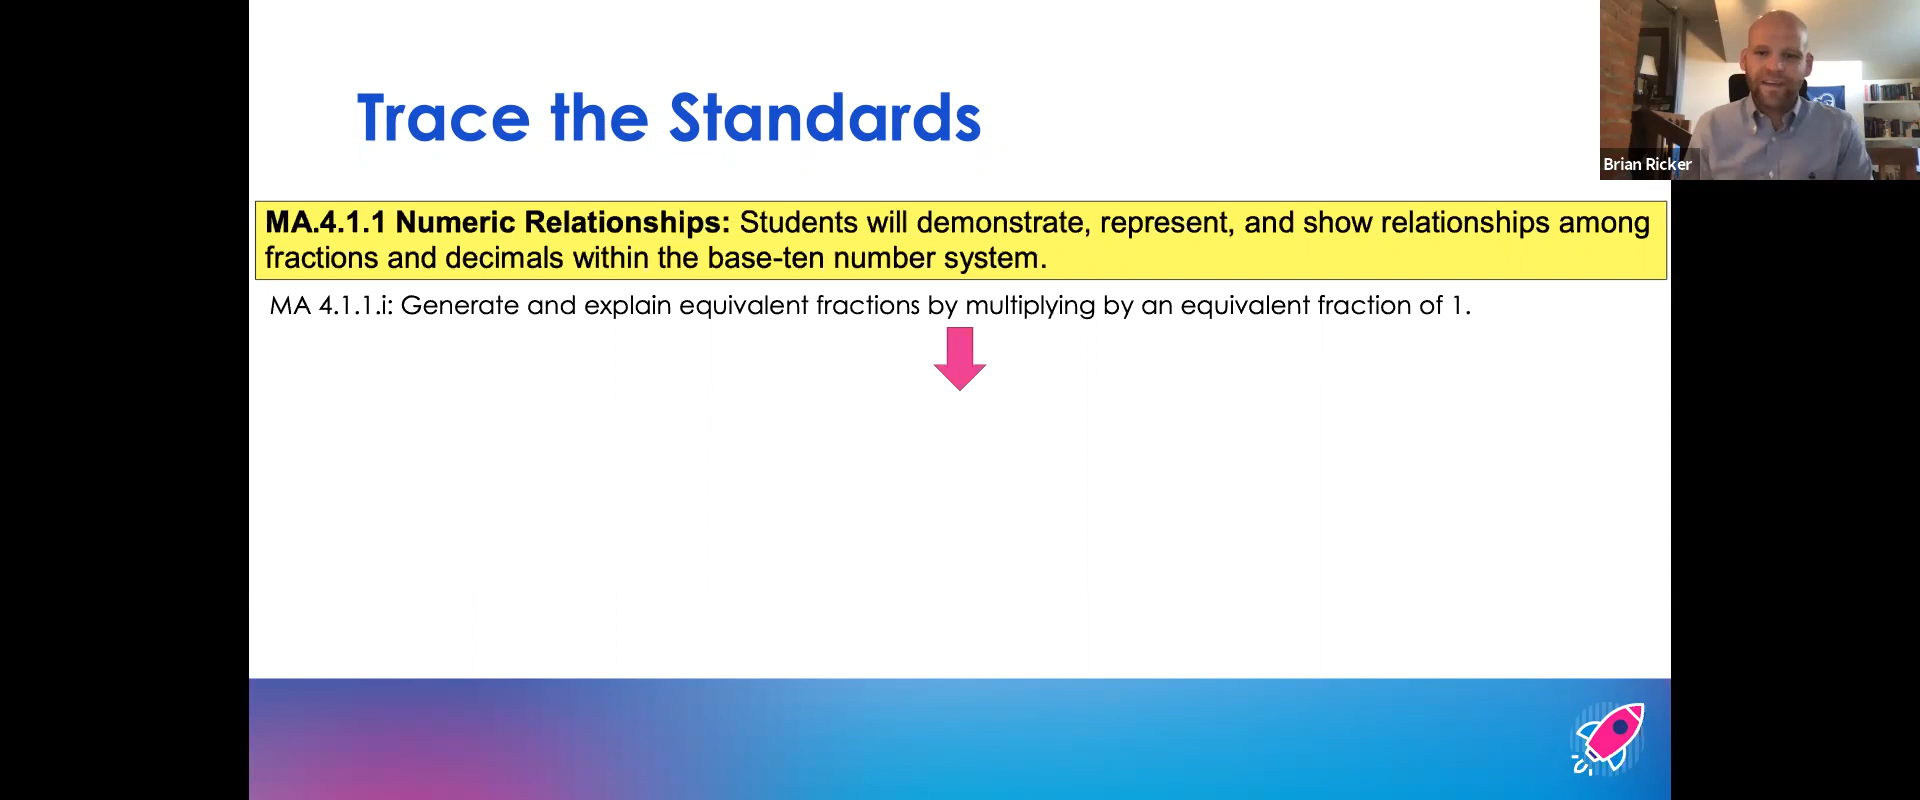 Trace the Standards
Brian Ricker
MA.4.1.1 Numeric Relationships: Students will demonstrate, represent, and show relationships among
fractions and decimals within the base-ten number system.
MA 4.1.1.i: Generate and explain equivalent fractions by multiplying by an equivalent fraction of 1.